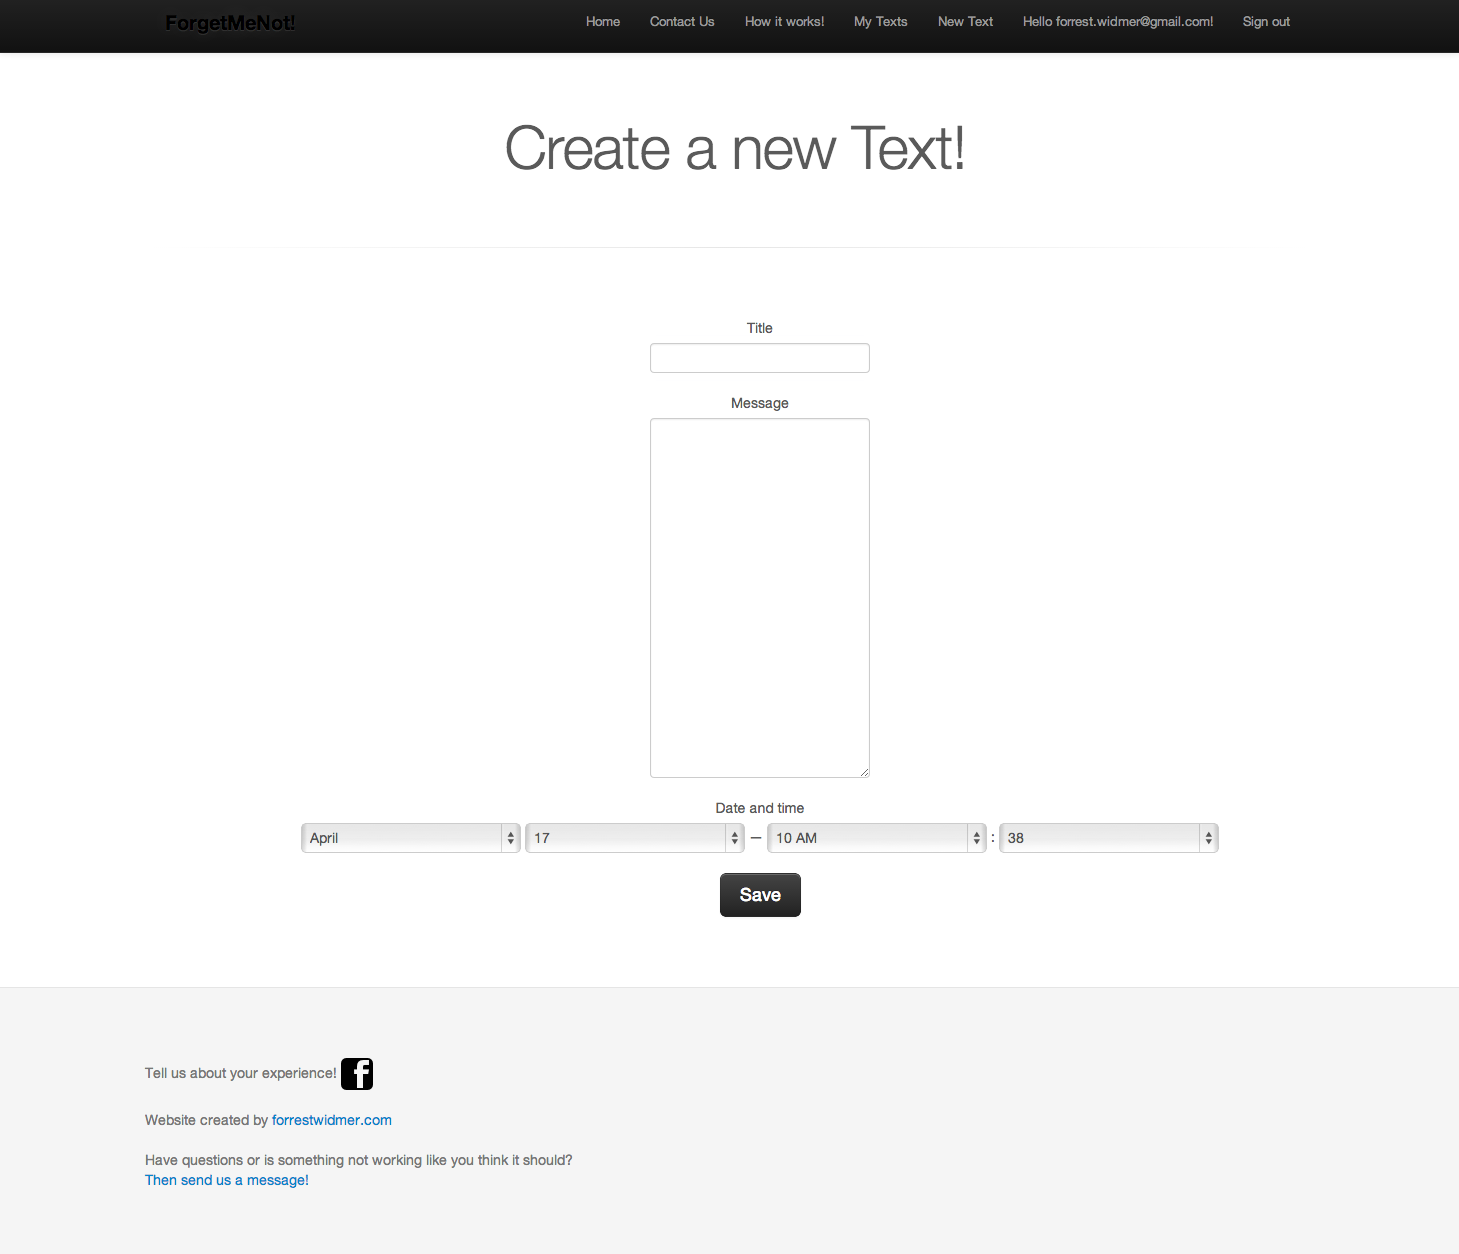 ForgetMeNot! Home Contact Us How it works! My Texts New Text Hello forrest.widmer@gmail.com! Sign out
Create a new Text!
Title
Message
Date and time
April 17 — 10 AM : 38
Save
Tell us about your experience!
Website created by forrestwidmer.com
Have questions or is something not working like you think it should?
Then send us a message!